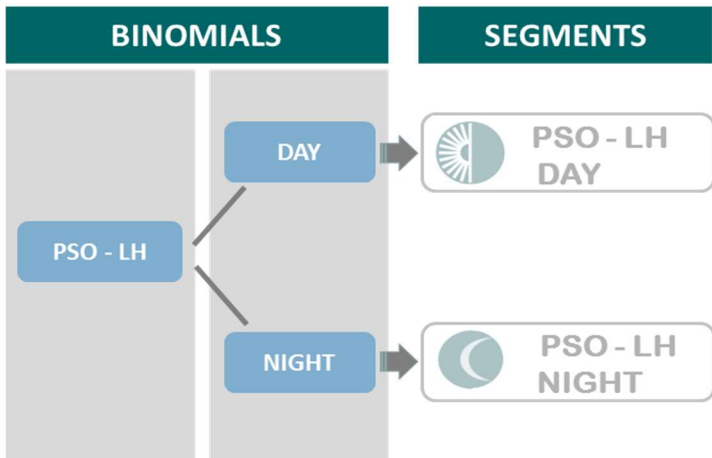 BINOMIALS
SEGMENTS
DAY
PSO - LH
DAY
PSO - LH
NIGHT
PSO - LH
NIGHT